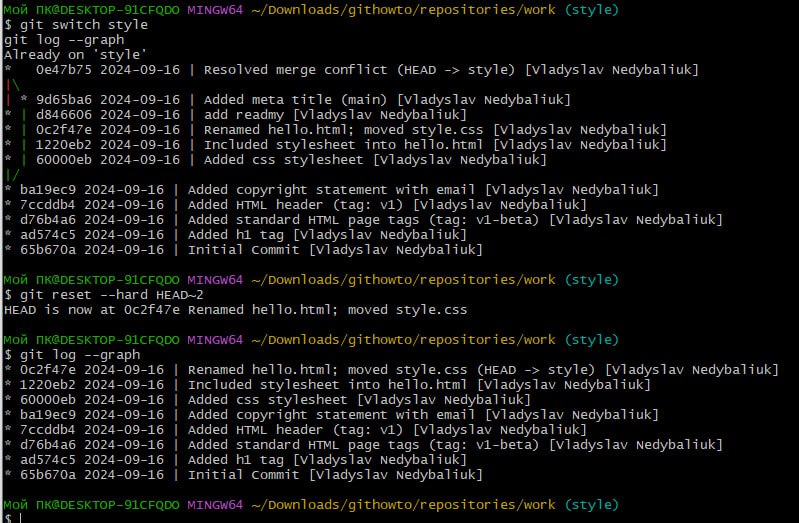 Мой ПК@DESKTOP-91CFQDO MINGW64 ~/Downloads/githowto/repositories/work (style)
$ git switch style
git log --graph
Already on 'style'
*   0e47b75 2024-09-16 | Resolved merge conflict (HEAD -> style) [Vladyslav Nedybaliuk]
|\
| * 9d65ba6 2024-09-16 | Added meta title (main) [Vladyslav Nedybaliuk]
* | d846606 2024-09-16 | add readmy [Vladyslav Nedybaliuk]
* | 0c2f47e 2024-09-16 | Renamed hello.html; moved style.css [Vladyslav Nedybaliuk]
* | 1220eb2 2024-09-16 | Included stylesheet into hello.html [Vladyslav Nedybaliuk]
* | 60000eb 2024-09-16 | Added css stylesheet [Vladyslav Nedybaliuk]
|/
* ba19ec9 2024-09-16 | Added copyright statement with email [Vladyslav Nedybaliuk]
* 7ccddb4 2024-09-16 | Added HTML header (tag: v1) [Vladyslav Nedybaliuk]
* d76b4a6 2024-09-16 | Added standard HTML page tags (tag: v1-beta) [Vladyslav Nedybaliuk]
* ad574c5 2024-09-16 | Added h1 tag [Vladyslav Nedybaliuk]
* 65b670a 2024-09-16 | Initial Commit [Vladyslav Nedybaliuk]
Мой ПК@DESKTOP-91CFQDO MINGW64 ~/Downloads/githowto/repositories/work (style)
$ git reset --hard HEAD~2
HEAD is now at 0c2f47e Renamed hello.html; moved style.css
Мой ПК@DESKTOP-91CFQDO MINGW64 ~/Downloads/githowto/repositories/work (style)
$ git log --graph
* 0c2f47e 2024-09-16 | Renamed hello.html; moved style.css (HEAD -> style) [Vladyslav Nedybaliuk]
* 1220eb2 2024-09-16 | Included stylesheet into hello.html [Vladyslav Nedybaliuk]
* 60000eb 2024-09-16 | Added css stylesheet [Vladyslav Nedybaliuk]
* ba19ec9 2024-09-16 | Added copyright statement with email [Vladyslav Nedybaliuk]
* 7ccddb4 2024-09-16 | Added HTML header (tag: v1) [Vladyslav Nedybaliuk]
* d76b4a6 2024-09-16 | Added standard HTML page tags (tag: v1-beta) [Vladyslav Nedybaliuk]
* ad574c5 2024-09-16 | Added h1 tag [Vladyslav Nedybaliuk]
* 65b670a 2024-09-16 | Initial Commit [Vladyslav Nedybaliuk]
Мой ПК@DESKTOP-91CFQDO MINGW64 ~/Downloads/githowto/repositories/work (style)
$